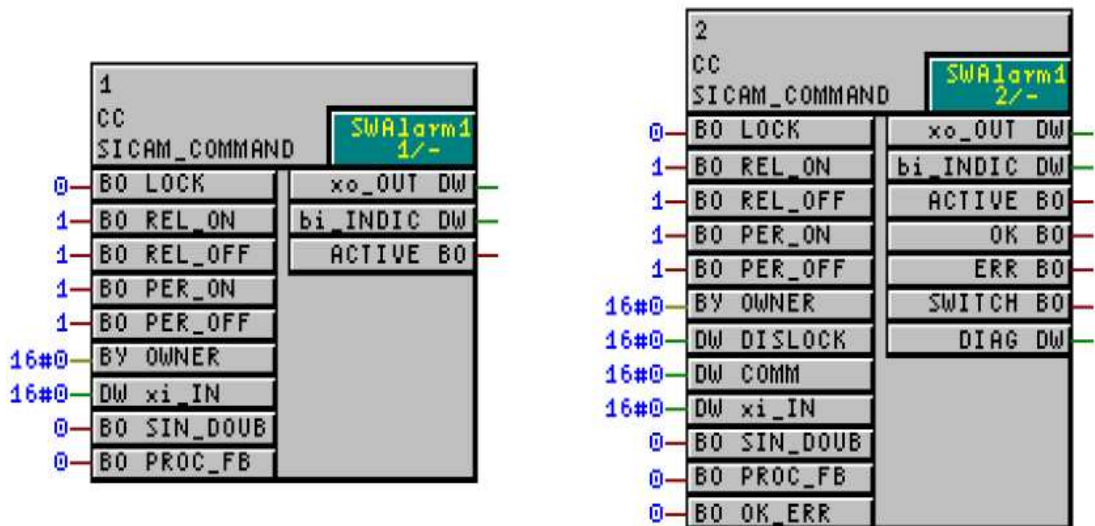 1
CC
SICAM_COMMAND
SWAlarm1
1/-
0 BO LOCK xo_OUT DW
1 BO REL_ON bi_INDIC DW
1 BO REL_OFF ACTIVE BO
1 BO PER_ON
1 BO PER_OFF
16#0 BY OWNER
16#0 DW xi_IN
0 BO SIN_DOUB
0 BO PROC_FB
2
CC
SICAM_COMMAND
SWAlarm1
2/-
0 BO LOCK xo_OUT DW
1 BO REL_ON bi_INDIC DW
1 BO REL_OFF ACTIVE BO
1 BO PER_ON OK BO
1 BO PER_OFF ERR BO
16#0 BY OWNER SWITCH BO
16#0 DW DISLOCK DIAG DW
16#0 DW COMM
16#0 DW xi_IN
0 BO SIN_DOUB
0 BO PROC_FB
0 BO OK_ERR